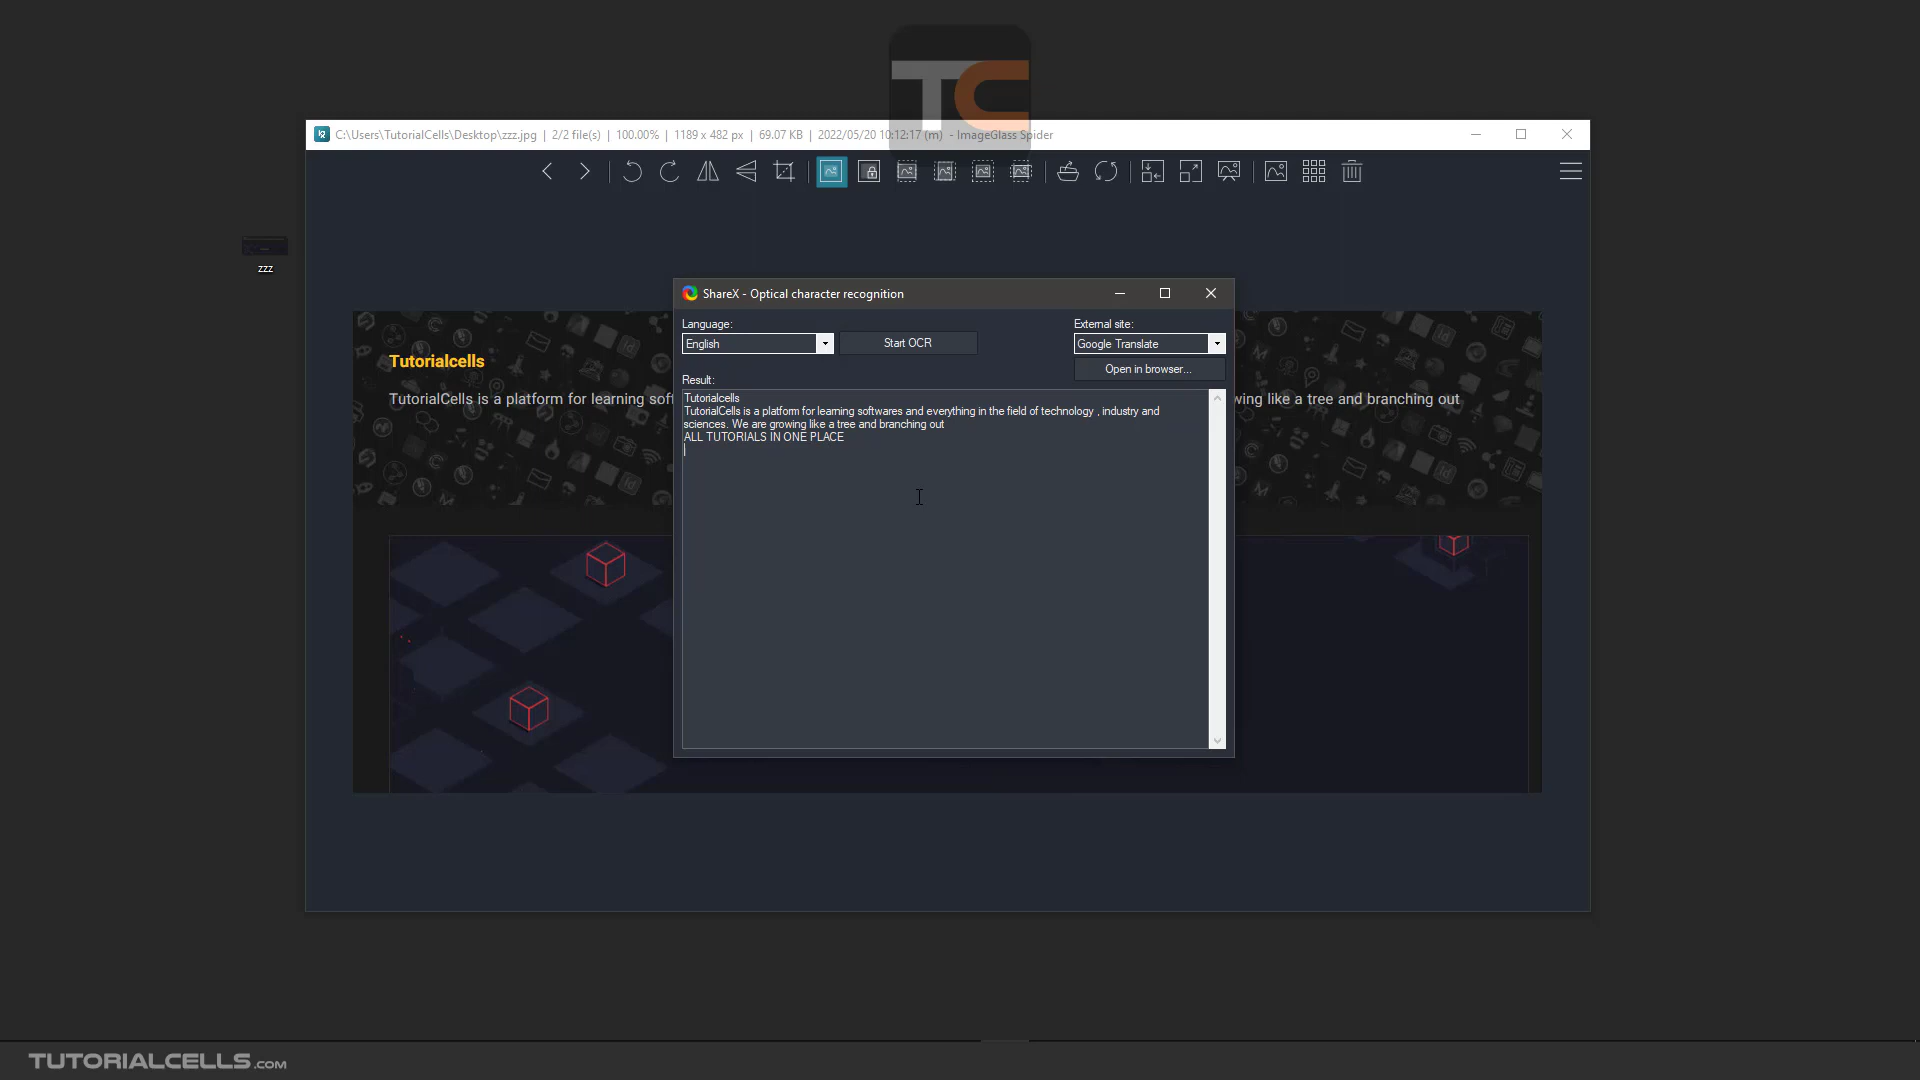 TC
C:\Users\TutorialCells\Desktop\zzz.jpg | 2/2 file(s) | 100.00% | 1189 x 482 px | 69.07 KB | 2022/05/20 10:12:17 (m) - ImageGlass Spider
zzz
ShareX - Optical character recognition
Language:
External site:
English
Start OCR
Google Translate
Open in browser...
Tutorialcells
Result:
TutorialCells is a platform for learning sof
wing like a tree and branching out
Tutorialcells
TutorialCells is a platform for learning softwares and everything in the field of technology , industry and
sciences. We are growing like a tree and branching out
ALL TUTORIALS IN ONE PLACE
TUTORIALCELLS.COM